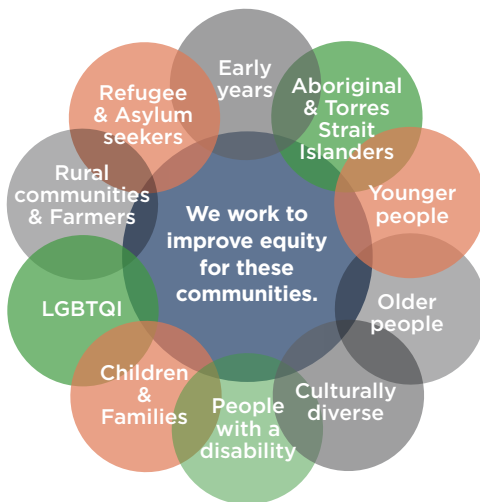 Early
years
Aboriginal
& Torres
Strait
Islanders
Younger
people
Older
people
Culturally
diverse
People
with a
disability
Children
&
Families
LGBTQI
Rural
communities
& Farmers
Refugee
& Asylum
seekers
We work to
improve equity
for these
communities.